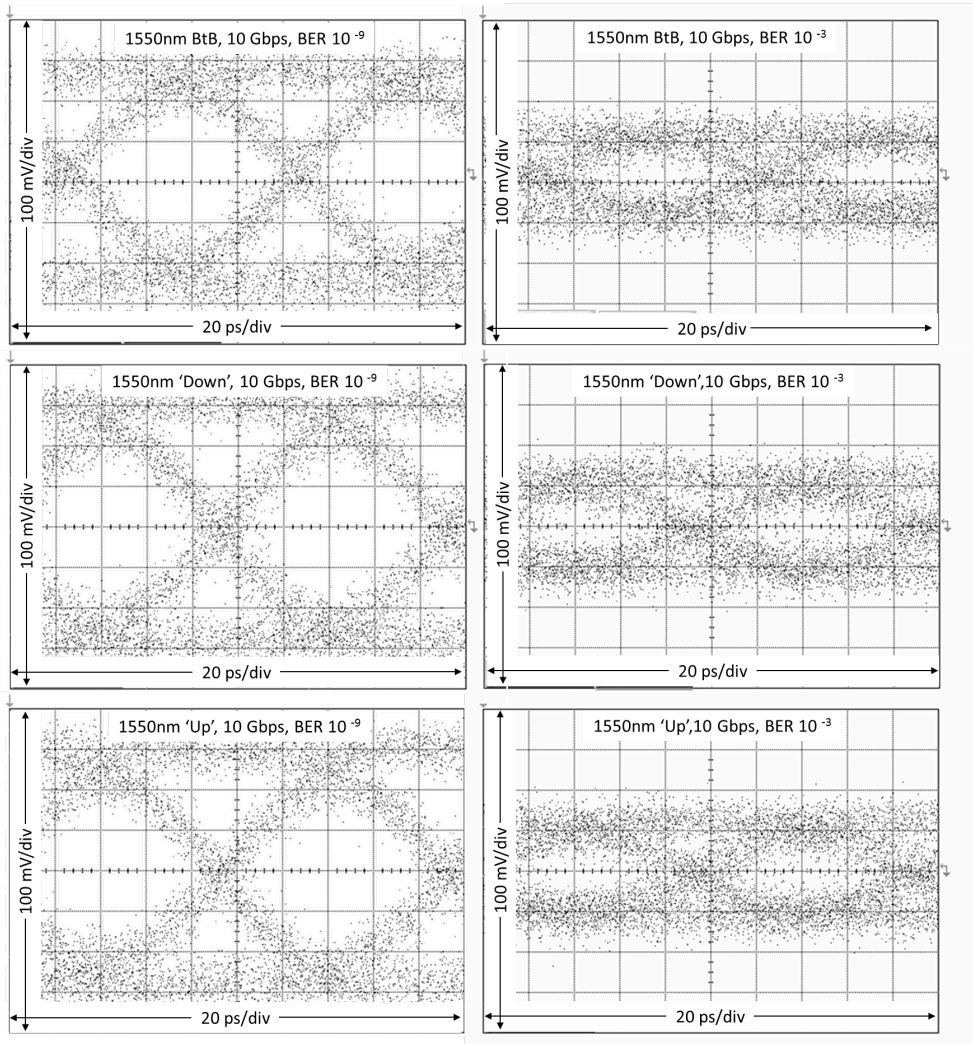 1550nm BtB, 10 Gbps, BER 10 -9
100 mV/div
20 ps/div
1550nm BtB, 10 Gbps, BER 10 -3
100 mV/div
20 ps/div
1550nm ‘Down’, 10 Gbps, BER 10 -9
100 mV/div
20 ps/div
1550nm ‘Down’,10 Gbps, BER 10 -3
100 mV/div
20 ps/div
1550nm ‘Up’, 10 Gbps, BER 10 -9
100 mV/div
20 ps/div
1550nm ‘Up’,10 Gbps, BER 10 -3
100 mV/div
20 ps/div